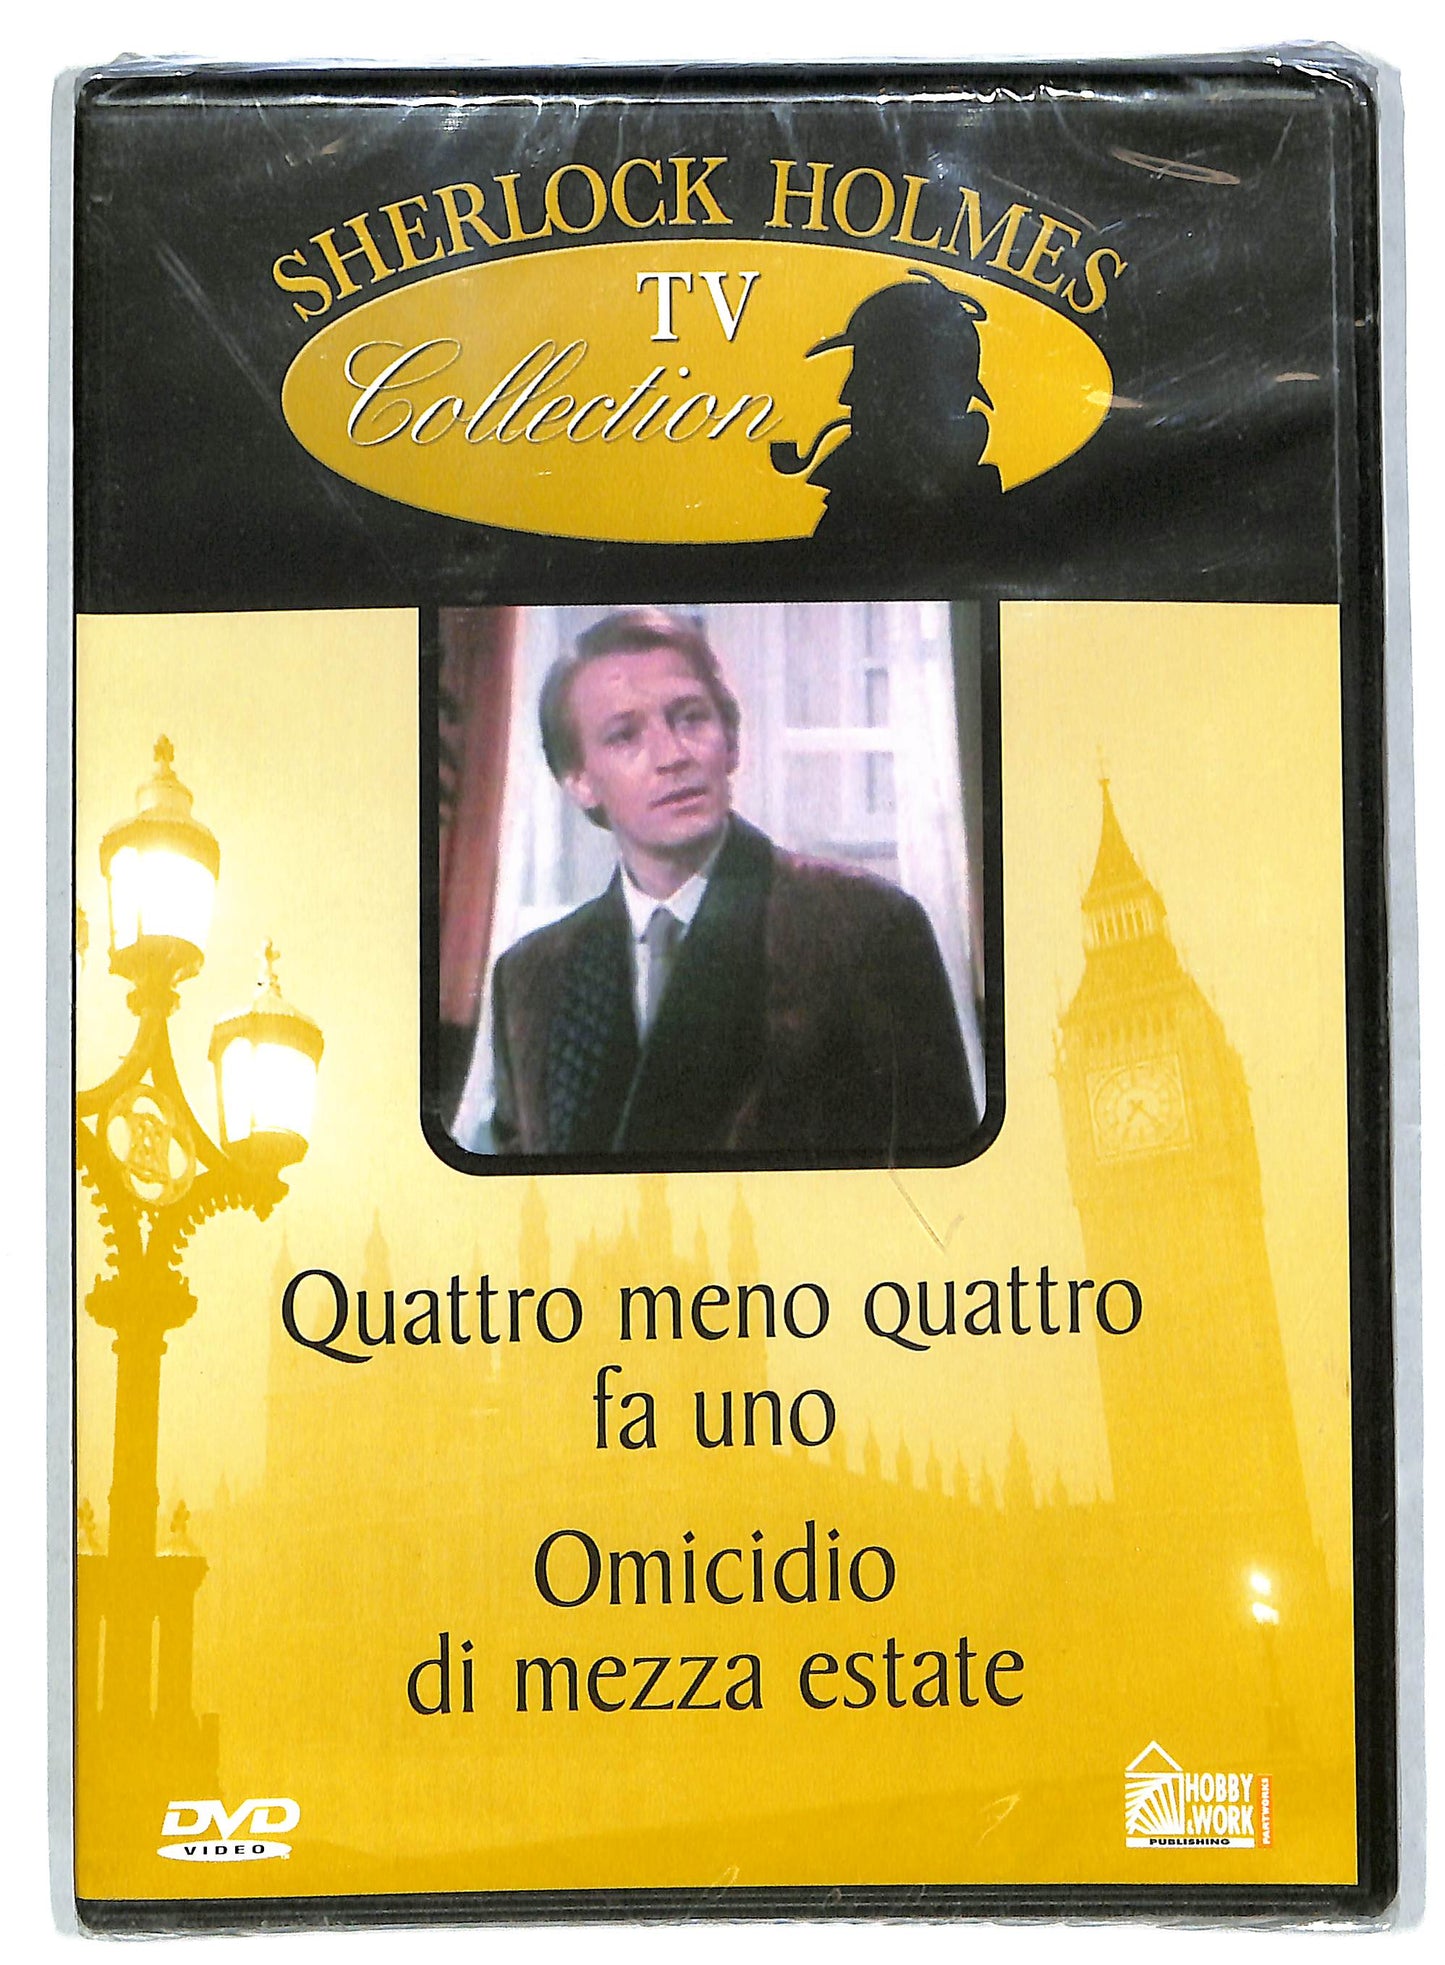 SHERLOCK HOLMES
TV
Collection
Quattro meno quattro
fa uno
Omicidio
di mezza estate
DVD
VIDEO
HOBBY
& WORK
PUBLISHING
PARTWORKS